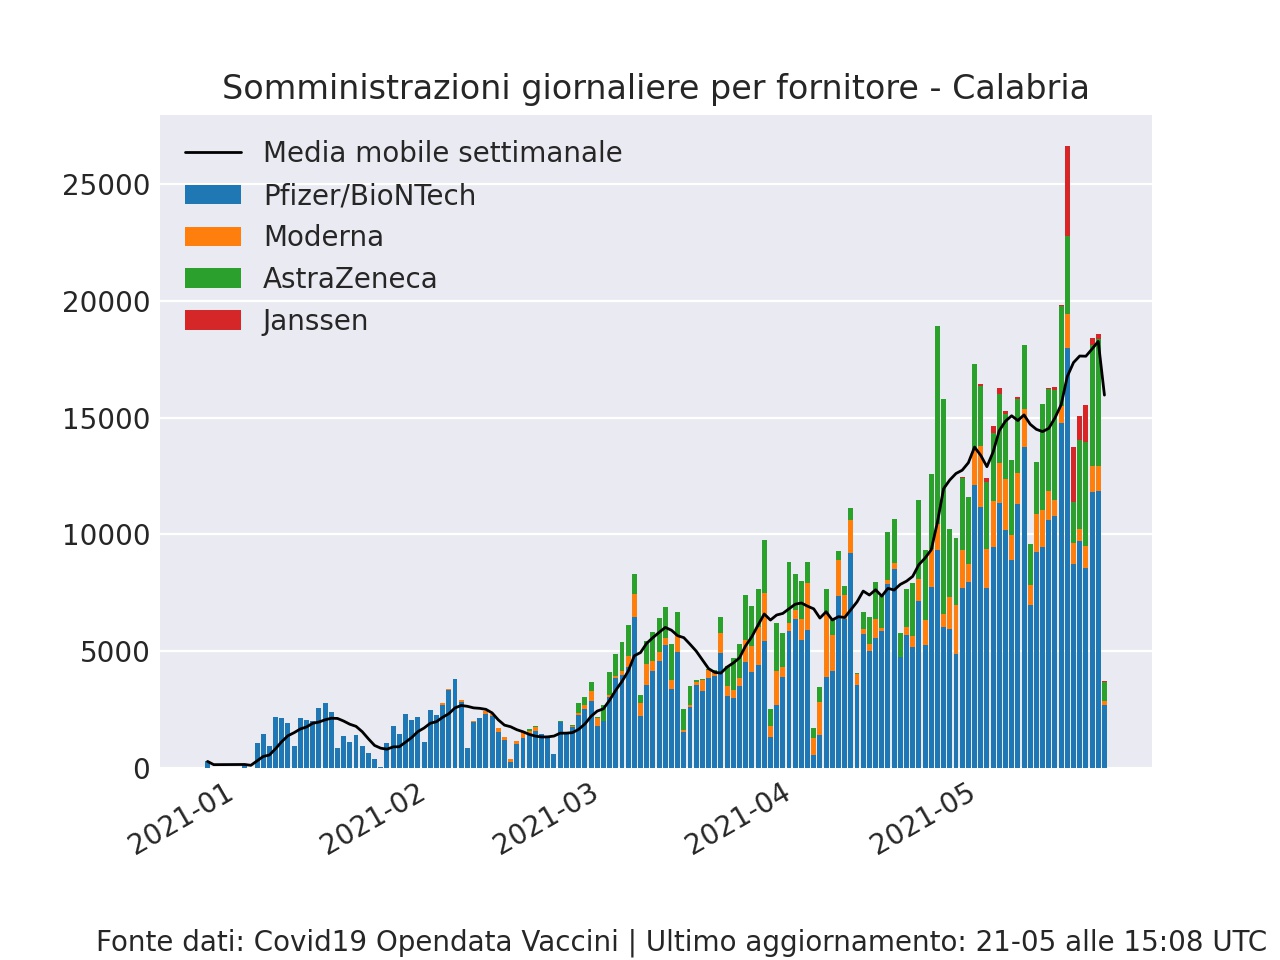 Somministrazioni giornaliere per fornitore - Calabria
Media mobile settimanale
Pfizer/BioNTech
Moderna
AstraZeneca
Janssen
25000
20000
15000
10000
5000
0
2021-01
2021-02
2021-03
2021-04
2021-05
Fonte dati: Covid19 Opendata Vaccini | Ultimo aggiornamento: 21-05 alle 15:08 UTC